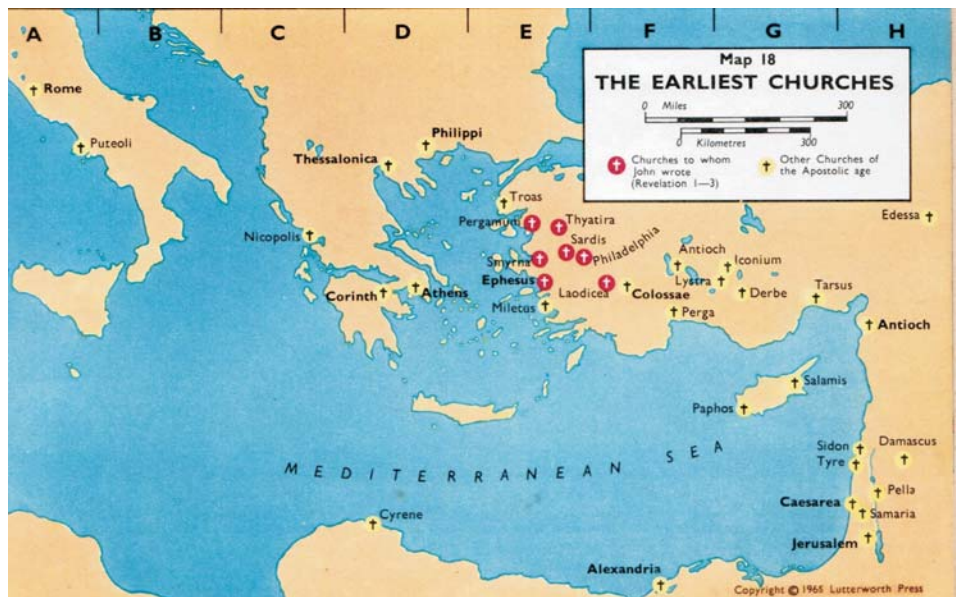 A B C D E F G H
Map 18
THE EARLIEST CHURCHES
0 Miles 300
0 Kilometres 300
Churches to whom
John wrote
(Revelation 1—3)
Other Churches of
the Apostolic age
Rome
Puteoli
Philippi
Thessalonica
Troas
Pergamum
Thyatira
Edessa
Nicopolis
Sardis
Philadelphia
Smyrna
Antioch
Iconium
Ephesus
Laodicea
Colossae
Lystra
Derbe
Tarsus
Corinth
Athens
Miletus
Perga
Antioch
Salamis
Paphos
MEDITERRANEAN SEA
Sidon
Damascus
Tyre
Pella
Caesarea
Samaria
Cyrene
Jerusalem
Alexandria
Copyright © 1965 Lutterworth Press